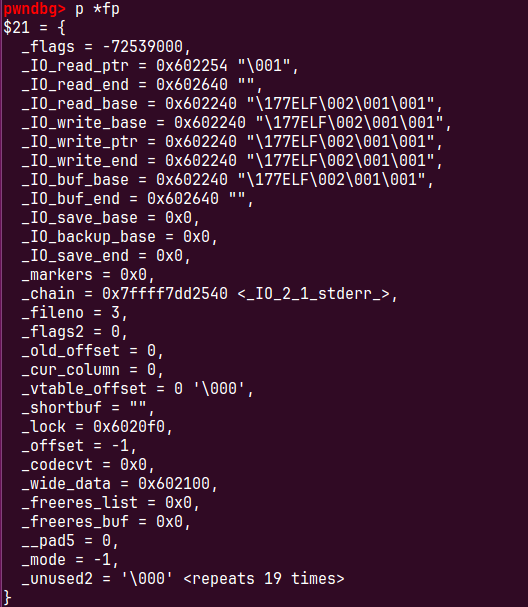 pwndbg> p *fp
$21 = {
  _flags = -72539000,
  _IO_read_ptr = 0x602254 "\001",
  _IO_read_end = 0x602640 "",
  _IO_read_base = 0x602240 "\177ELF\002\001\001",
  _IO_write_base = 0x602240 "\177ELF\002\001\001",
  _IO_write_ptr = 0x602240 "\177ELF\002\001\001",
  _IO_write_end = 0x602240 "\177ELF\002\001\001",
  _IO_buf_base = 0x602240 "\177ELF\002\001\001",
  _IO_buf_end = 0x602640 "",
  _IO_save_base = 0x0,
  _IO_backup_base = 0x0,
  _IO_save_end = 0x0,
  _markers = 0x0,
  _chain = 0x7ffff7dd2540 <_IO_2_1_stderr_>,
  _fileno = 3,
  _flags2 = 0,
  _old_offset = 0,
  _cur_column = 0,
  _vtable_offset = 0 '\000',
  _shortbuf = "",
  _lock = 0x6020f0,
  _offset = -1,
  _codecvt = 0x0,
  _wide_data = 0x602100,
  _freeres_list = 0x0,
  _freeres_buf = 0x0,
  __pad5 = 0,
  _mode = -1,
  _unused2 = '\000' <repeats 19 times>
}